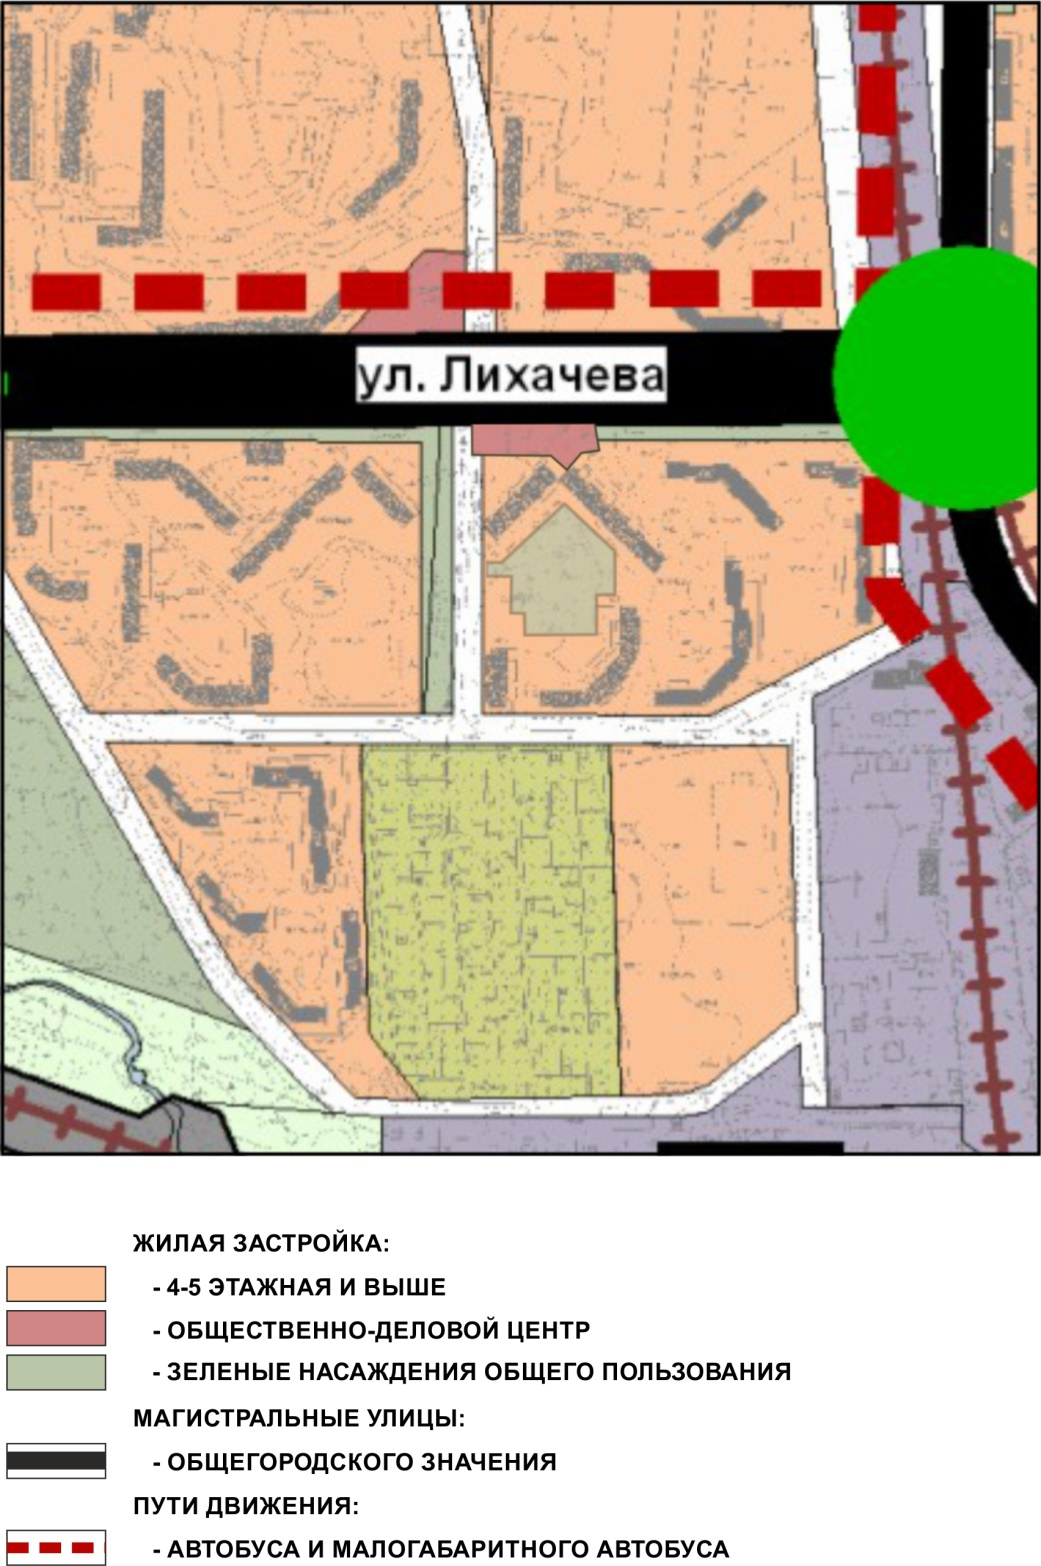 ул. Лихачева
ЖИЛАЯ ЗАСТРОЙКА:
- 4-5 ЭТАЖНАЯ И ВЫШЕ
- ОБЩЕСТВЕННО-ДЕЛОВОЙ ЦЕНТР
- ЗЕЛЕНЫЕ НАСАЖДЕНИЯ ОБЩЕГО ПОЛЬЗОВАНИЯ
МАГИСТРАЛЬНЫЕ УЛИЦЫ:
- ОБЩЕГОРОДСКОГО ЗНАЧЕНИЯ
ПУТИ ДВИЖЕНИЯ:
- АВТОБУСА И МАЛОГАБАРИТНОГО АВТОБУСА